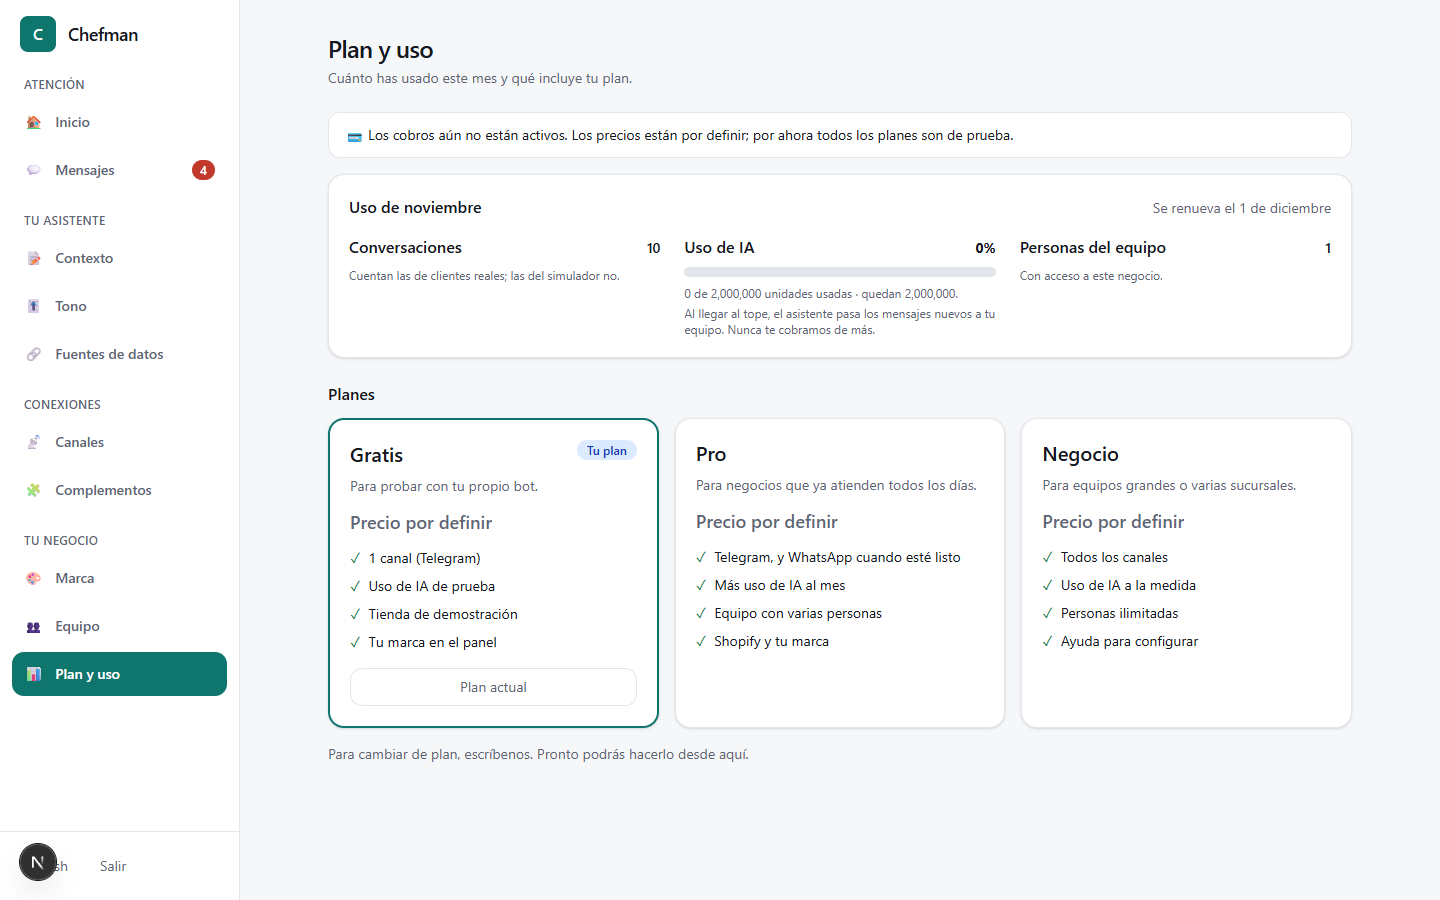 C Chefman
ATENCIÓN
Inicio
Mensajes 4
TU ASISTENTE
Contexto
Tono
Fuentes de datos
CONEXIONES
Canales
Complementos
TU NEGOCIO
Marca
Equipo
Plan y uso
N
Salir
Plan y uso
Cuánto has usado este mes y qué incluye tu plan.
Los cobros aún no están activos. Los precios están por definir; por ahora todos los planes son de prueba.
Uso de noviembre
Se renueva el 1 de diciembre
Conversaciones 10
Cuentan las de clientes reales; las del simulador no.
Uso de IA 0%
0 de 2,000,000 unidades usadas · quedan 2,000,000.
Al llegar al tope, el asistente pasa los mensajes nuevos a tu
equipo. Nunca te cobramos de más.
Personas del equipo 1
Con acceso a este negocio.
Planes
Gratis
Tu plan
Para probar con tu propio bot.
Precio por definir
✓ 1 canal (Telegram)
✓ Uso de IA de prueba
✓ Tienda de demostración
✓ Tu marca en el panel
Plan actual
Pro
Para negocios que ya atienden todos los días.
Precio por definir
✓ Telegram, y WhatsApp cuando esté listo
✓ Más uso de IA al mes
✓ Equipo con varias personas
✓ Shopify y tu marca
Negocio
Para equipos grandes o varias sucursales.
Precio por definir
✓ Todos los canales
✓ Uso de IA a la medida
✓ Personas ilimitadas
✓ Ayuda para configurar
Para cambiar de plan, escríbenos. Pronto podrás hacerlo desde aquí.